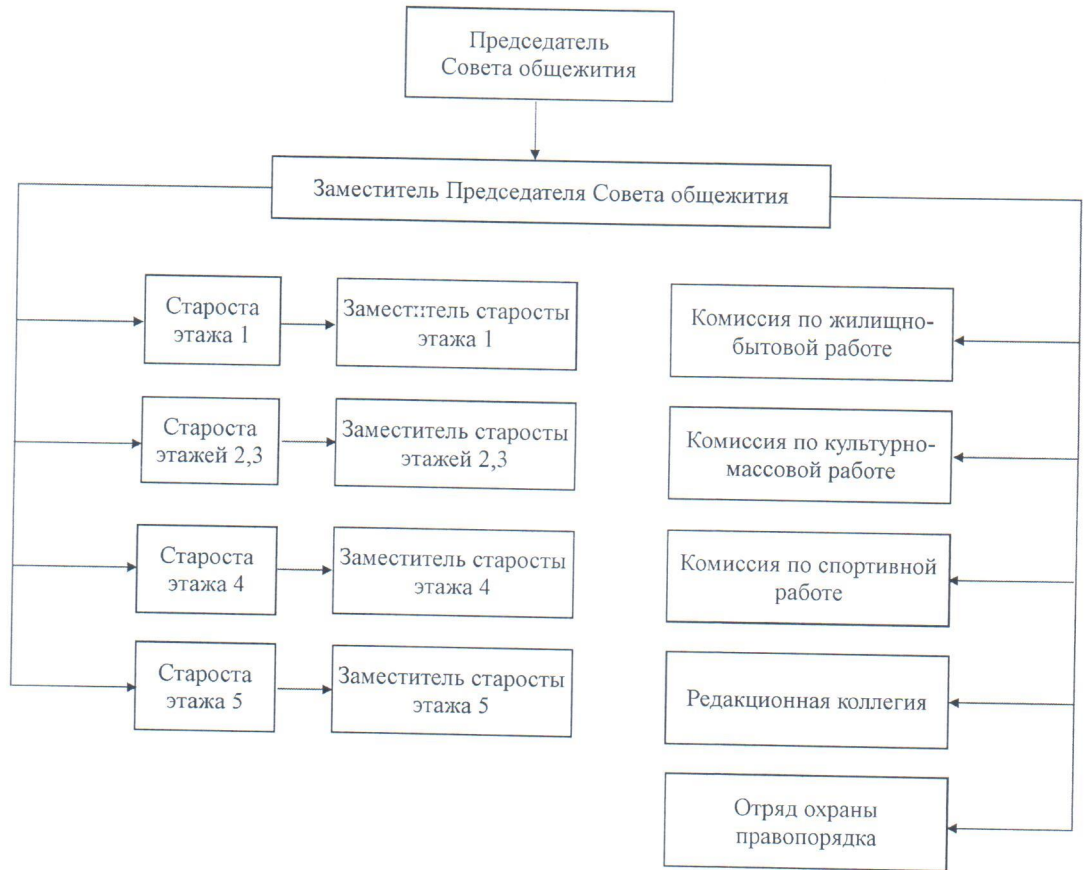 Председатель
Совета общежития
Заместитель Председателя Совета общежития
Староста
этажа 1
Заместитель старосты
этажа 1
Комиссия по жилищно-
бытовой работе
Староста
этажей 2,3
Заместитель старосты
этажей 2,3
Комиссия по культурно-
массовой работе
Староста
этажа 4
Заместитель старосты
этажа 4
Комиссия по спортивной
работе
Староста
этажа 5
Заместитель старосты
этажа 5
Редакционная коллегия
Отряд охраны
правопорядка